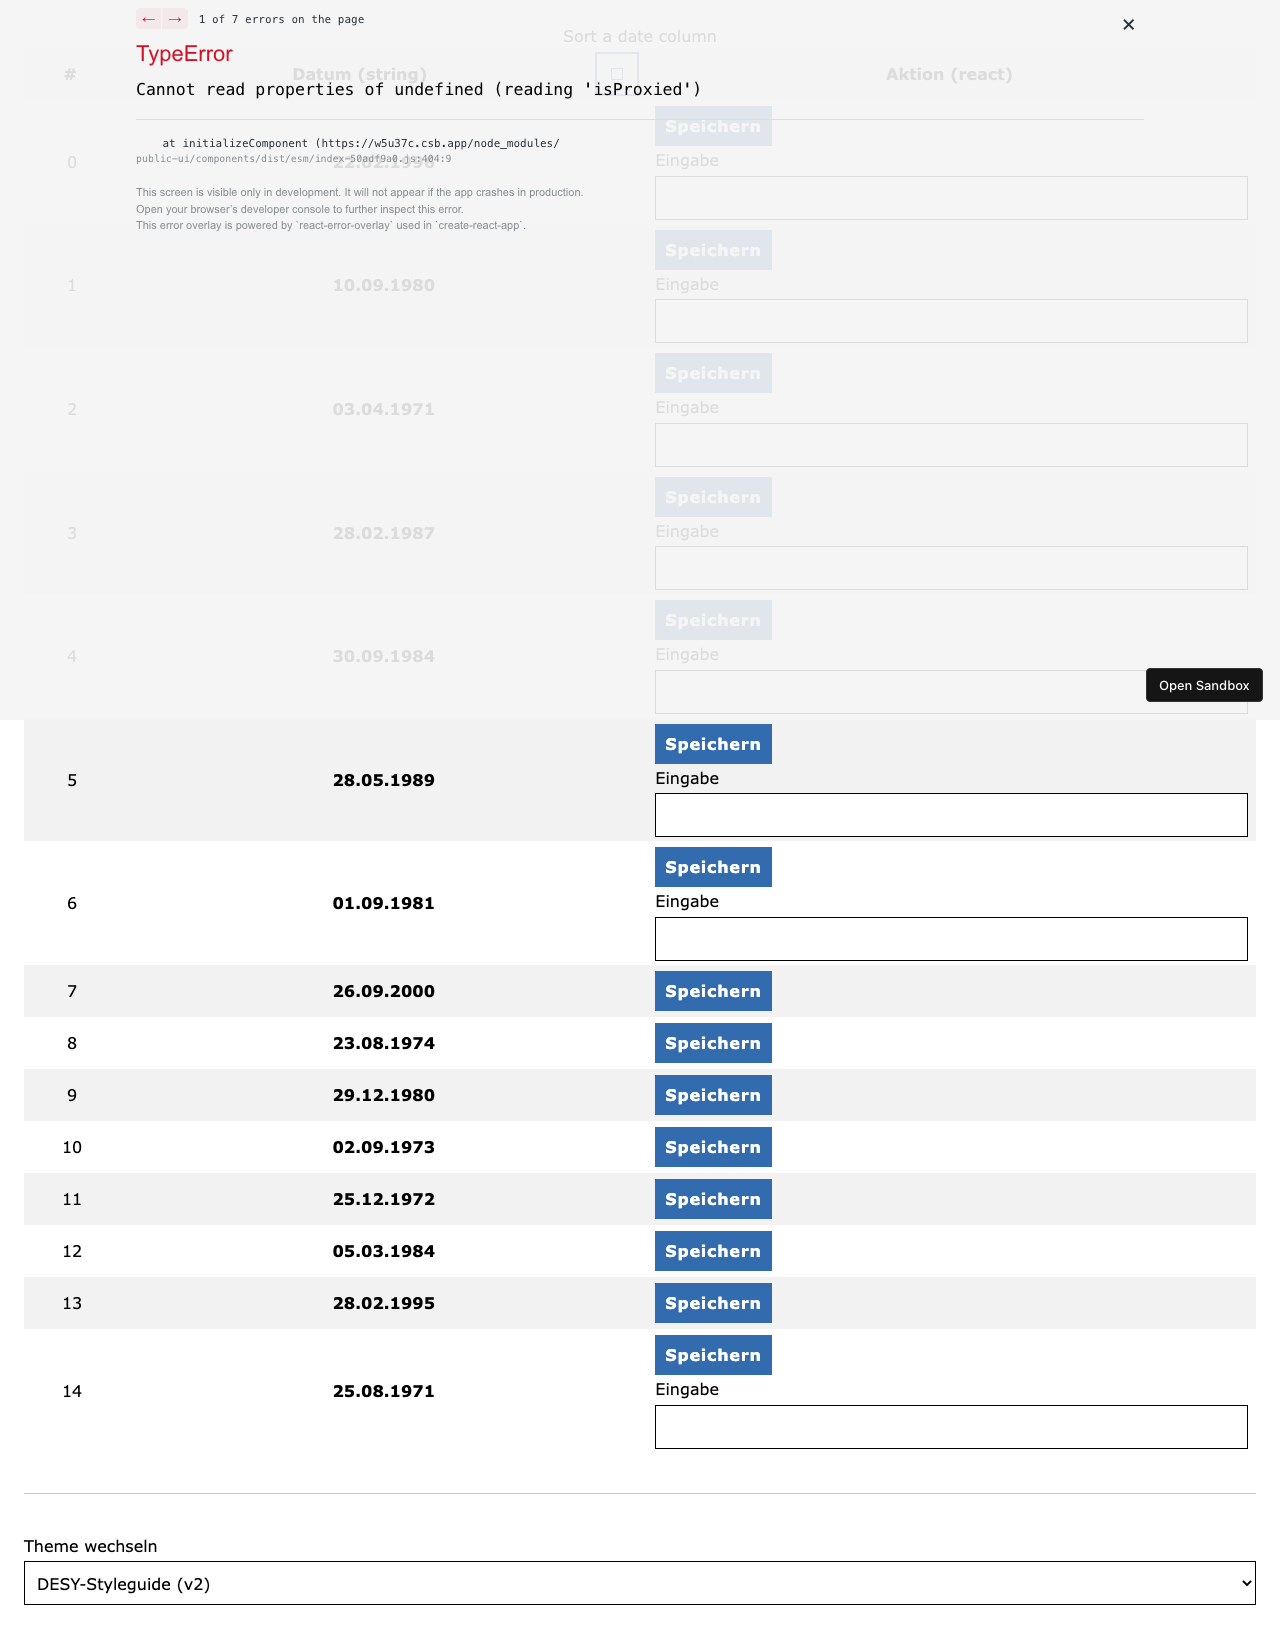 ← → 1 of 7 errors on the page ×
Sort a date column
TypeError
# Datum (string) Aktion (react)
Cannot read properties of undefined (reading 'isProxied')
Speichern
at initializeComponent (https://w5u37c.csb.app/node_modules/
public-ui/components/dist/esm/index-50adf9a0.js:404:9
0 22.02.1996 Eingabe
This screen is visible only in development. It will not appear if the app crashes in production.
Open your browser’s developer console to further inspect this error.
This error overlay is powered by `react-error-overlay` used in `create-react-app`.
Speichern
1 10.09.1980 Eingabe
Speichern
2 03.04.1971 Eingabe
Speichern
3 28.02.1987 Eingabe
Speichern
4 30.09.1984 Eingabe
Open Sandbox
Speichern
5 28.05.1989 Eingabe
Speichern
6 01.09.1981 Eingabe
7 26.09.2000 Speichern
8 23.08.1974 Speichern
9 29.12.1980 Speichern
10 02.09.1973 Speichern
11 25.12.1972 Speichern
12 05.03.1984 Speichern
13 28.02.1995 Speichern
Speichern
14 25.08.1971 Eingabe
Theme wechseln
DESY-Styleguide (v2)